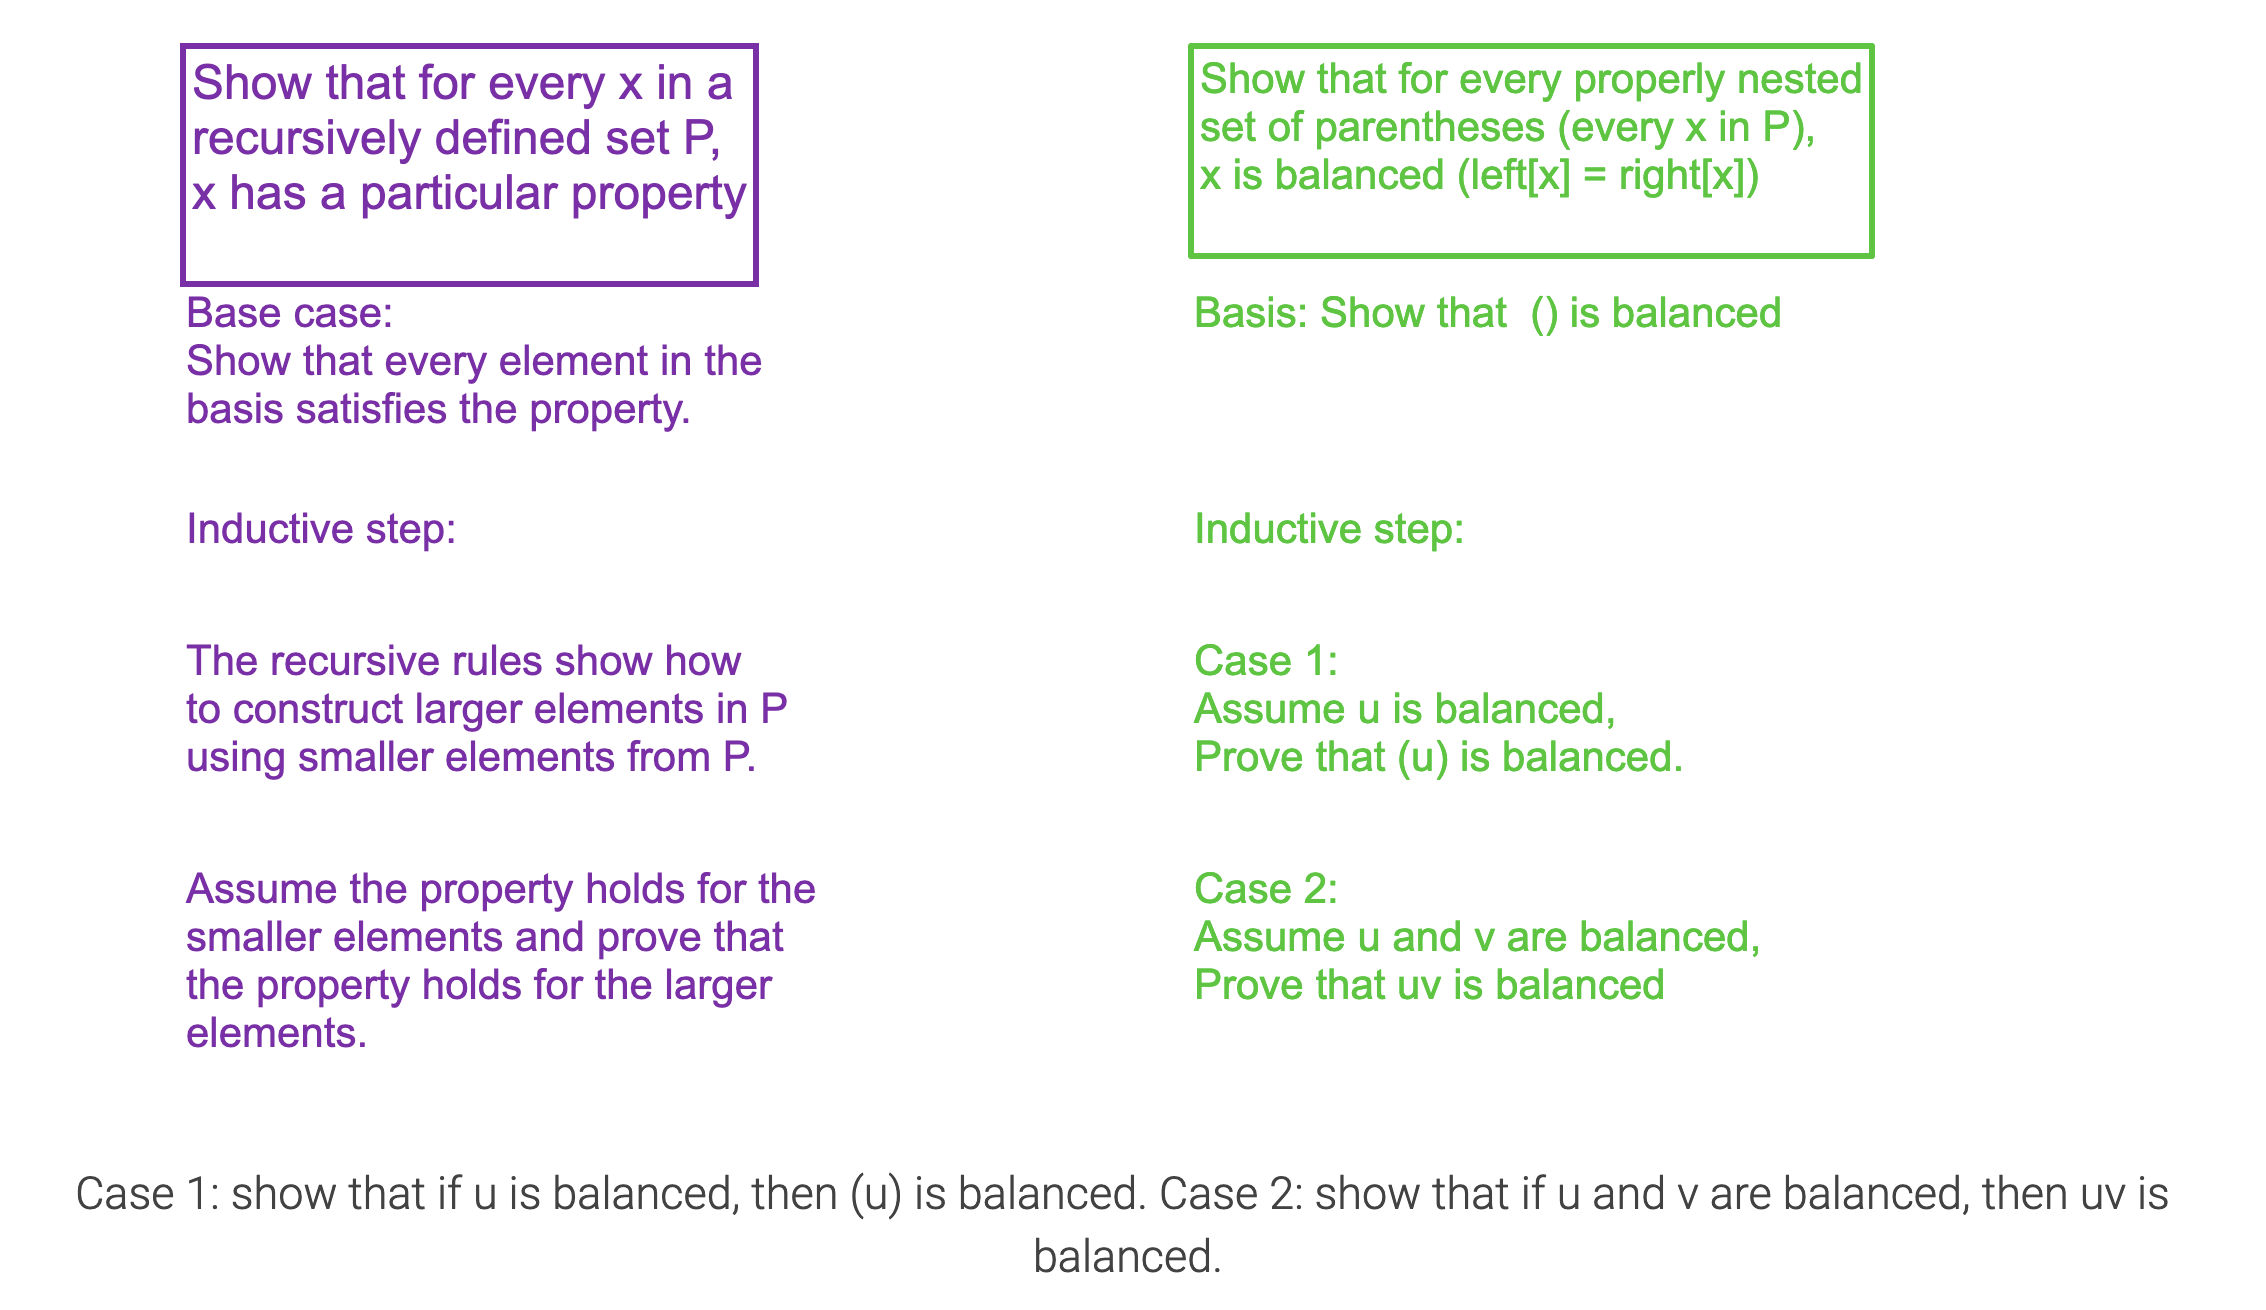 Show that for every x in a
recursively defined set P,
x has a particular property
Base case:
Show that every element in the
basis satisfies the property.
Inductive step:
The recursive rules show how
to construct larger elements in P
using smaller elements from P.
Assume the property holds for the
smaller elements and prove that
the property holds for the larger
elements.
Show that for every properly nested
set of parentheses (every x in P),
x is balanced (left[x] = right[x])
Basis: Show that  () is balanced
Inductive step:
Case 1:
Assume u is balanced,
Prove that (u) is balanced.
Case 2:
Assume u and v are balanced,
Prove that uv is balanced
Case 1: show that if u is balanced, then (u) is balanced. Case 2: show that if u and v are balanced, then uv is
balanced.